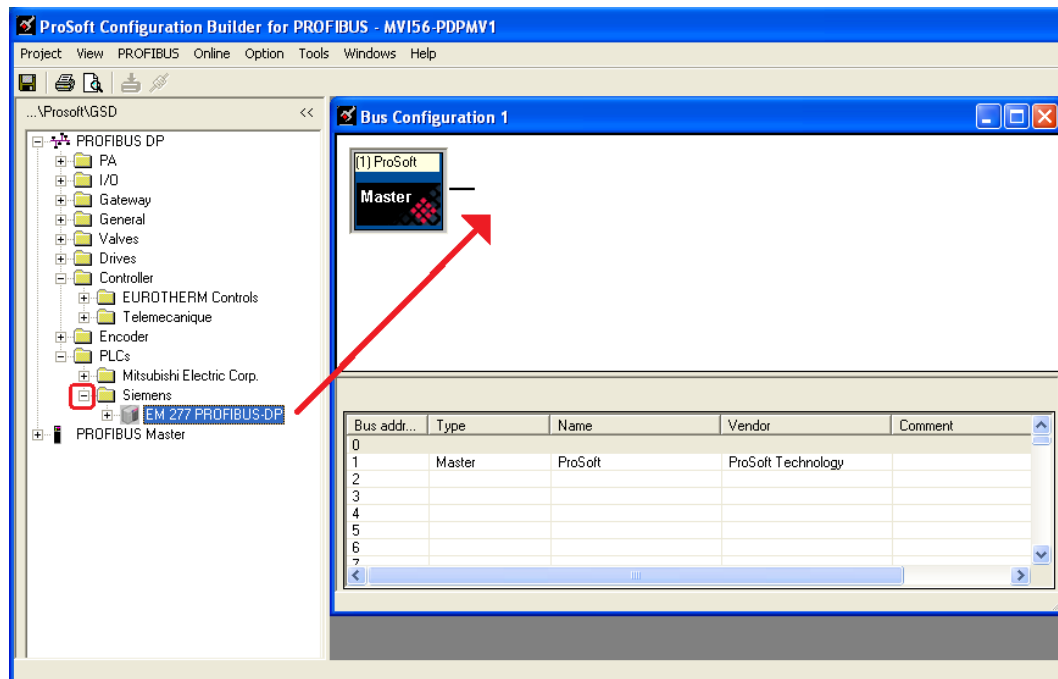 ProSoft Configuration Builder for PROFIBUS - MVI56-PDPMV1
Project View PROFIBUS Online Option Tools Windows Help
...\Prosoft\GSD <<
PROFIBUS DP
PA
I/O
Gateway
General
Valves
Drives
Controller
EUROTHERM Controls
Telemecanique
Encoder
PLCs
Mitsubishi Electric Corp.
Siemens
EM 277 PROFIBUS-DP
PROFIBUS Master
Bus Configuration 1
(1) ProSoft
Master
Bus addr... Type Name Vendor Comment
0
1 Master ProSoft ProSoft Technology
2
3
4
5
6
7